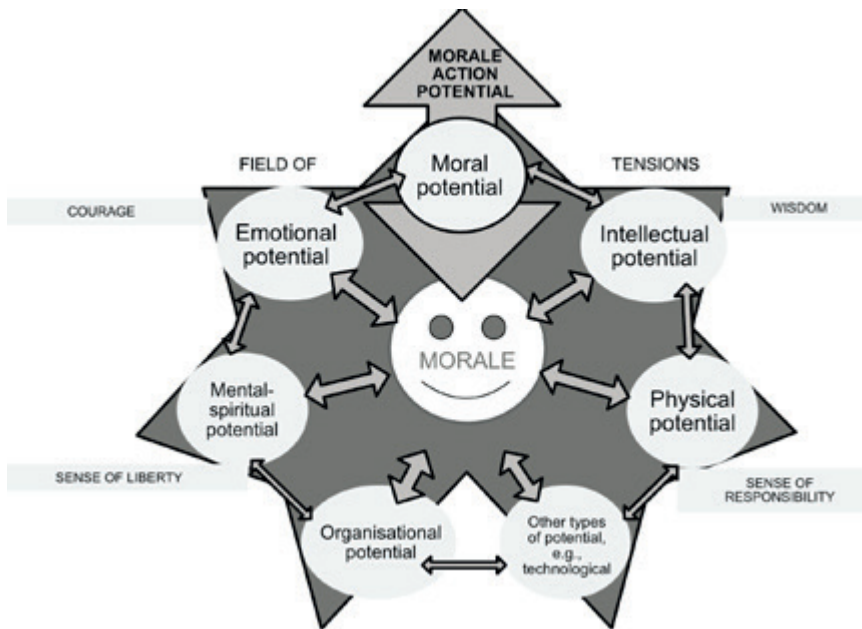 MORALE
ACTION
POTENTIAL
Moral
potential
FIELD OF
TENSIONS
COURAGE
WISDOM
Emotional
potential
Intellectual
potential
MORALE
Mental-
spiritual
potential
Physical
potential
SENSE OF LIBERTY
SENSE OF
RESPONSIBILITY
Organisational
potential
Other types
of potential,
e.g.,
technological